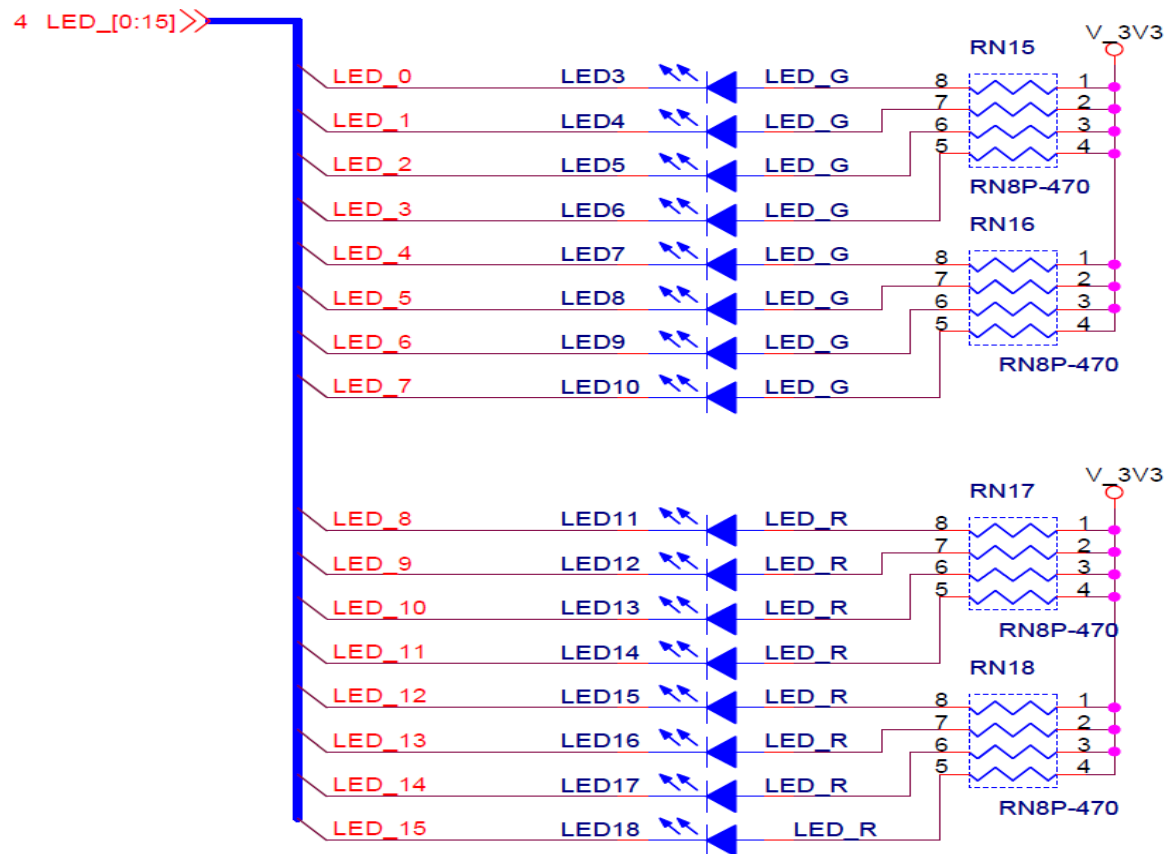 4 LED_[0:15]
V_3V3
RN15
LED_0 LED3 LED_G 8 1
LED_1 LED4 LED_G 7 2
LED_2 LED5 LED_G 6 3
LED_3 LED6 LED_G 5 4
RN8P-470
RN16
LED_4 LED7 LED_G 8 1
LED_5 LED8 LED_G 7 2
LED_6 LED9 LED_G 6 3
LED_7 LED10 LED_G 5 4
RN8P-470
V_3V3
RN17
LED_8 LED11 LED_R 8 1
LED_9 LED12 LED_R 7 2
LED_10 LED13 LED_R 6 3
LED_11 LED14 LED_R 5 4
RN8P-470
RN18
LED_12 LED15 LED_R 8 1
LED_13 LED16 LED_R 7 2
LED_14 LED17 LED_R 6 3
LED_15 LED18 LED_R 5 4
RN8P-470